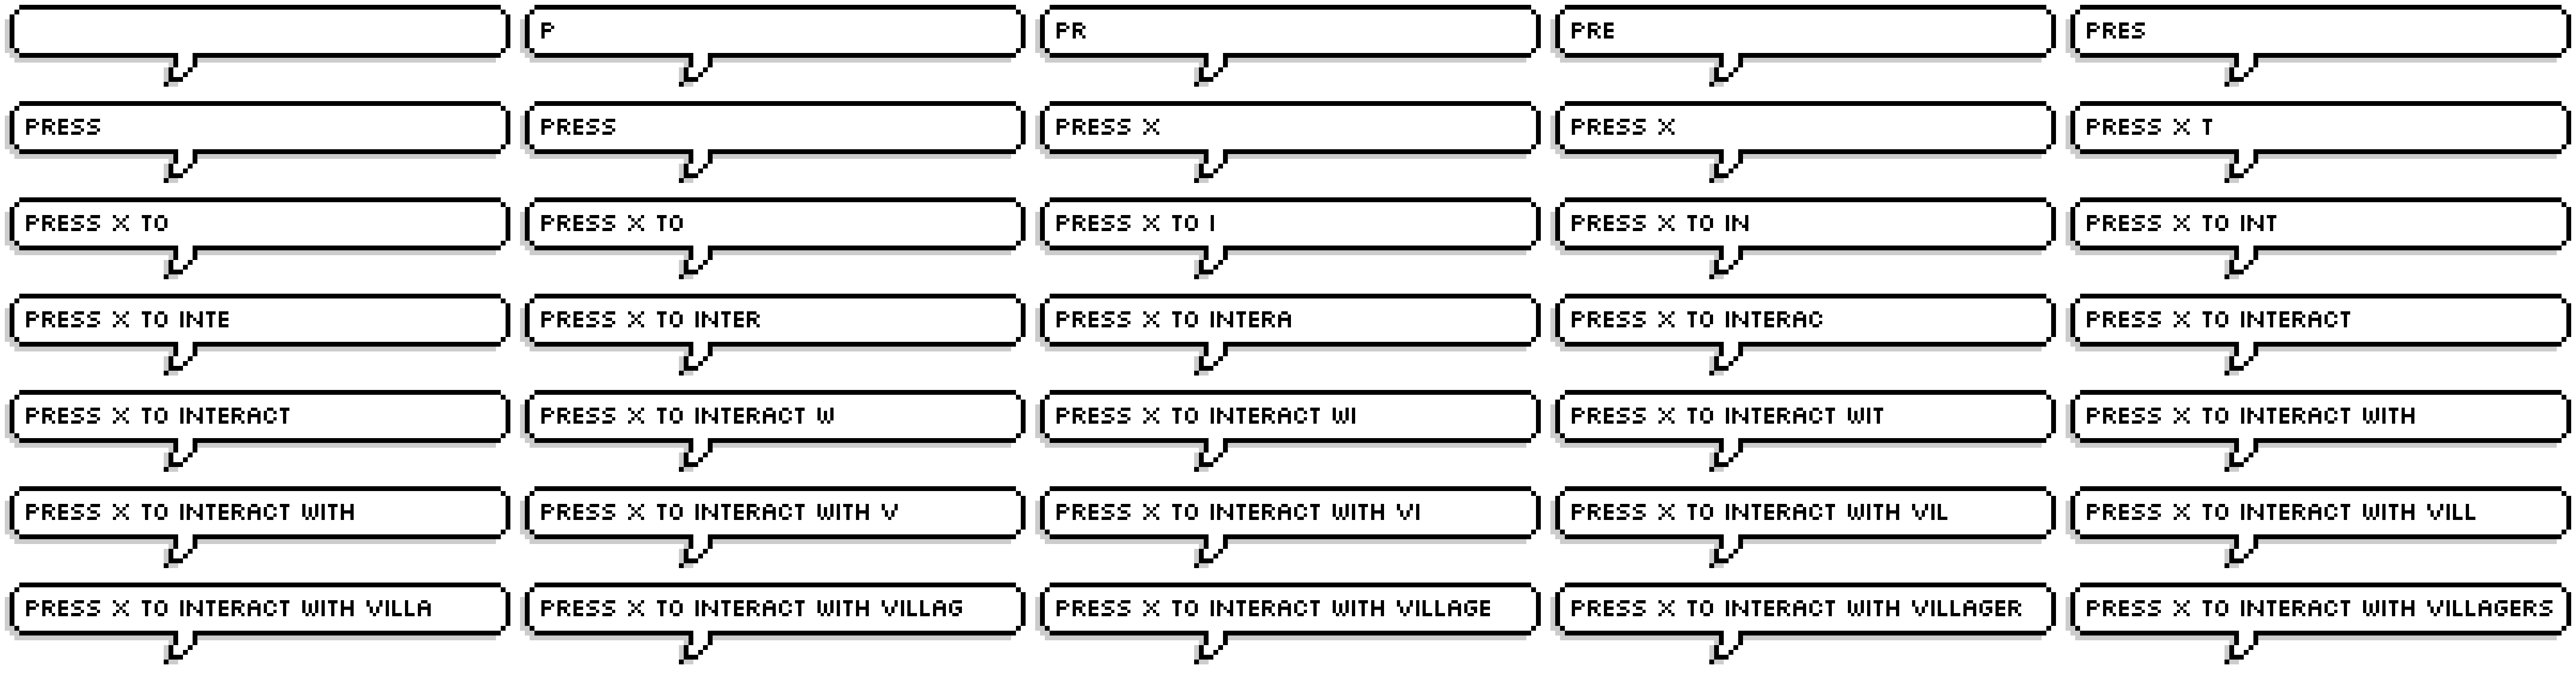 P
PR
PRE
PRES
PRESS
PRESS
PRESS X
PRESS X
PRESS X T
PRESS X TO
PRESS X TO
PRESS X TO I
PRESS X TO IN
PRESS X TO INT
PRESS X TO INTE
PRESS X TO INTER
PRESS X TO INTERA
PRESS X TO INTERAC
PRESS X TO INTERACT
PRESS X TO INTERACT
PRESS X TO INTERACT W
PRESS X TO INTERACT WI
PRESS X TO INTERACT WIT
PRESS X TO INTERACT WITH
PRESS X TO INTERACT WITH
PRESS X TO INTERACT WITH V
PRESS X TO INTERACT WITH VI
PRESS X TO INTERACT WITH VIL
PRESS X TO INTERACT WITH VILL
PRESS X TO INTERACT WITH VILLA
PRESS X TO INTERACT WITH VILLAG
PRESS X TO INTERACT WITH VILLAGE
PRESS X TO INTERACT WITH VILLAGER
PRESS X TO INTERACT WITH VILLAGERS